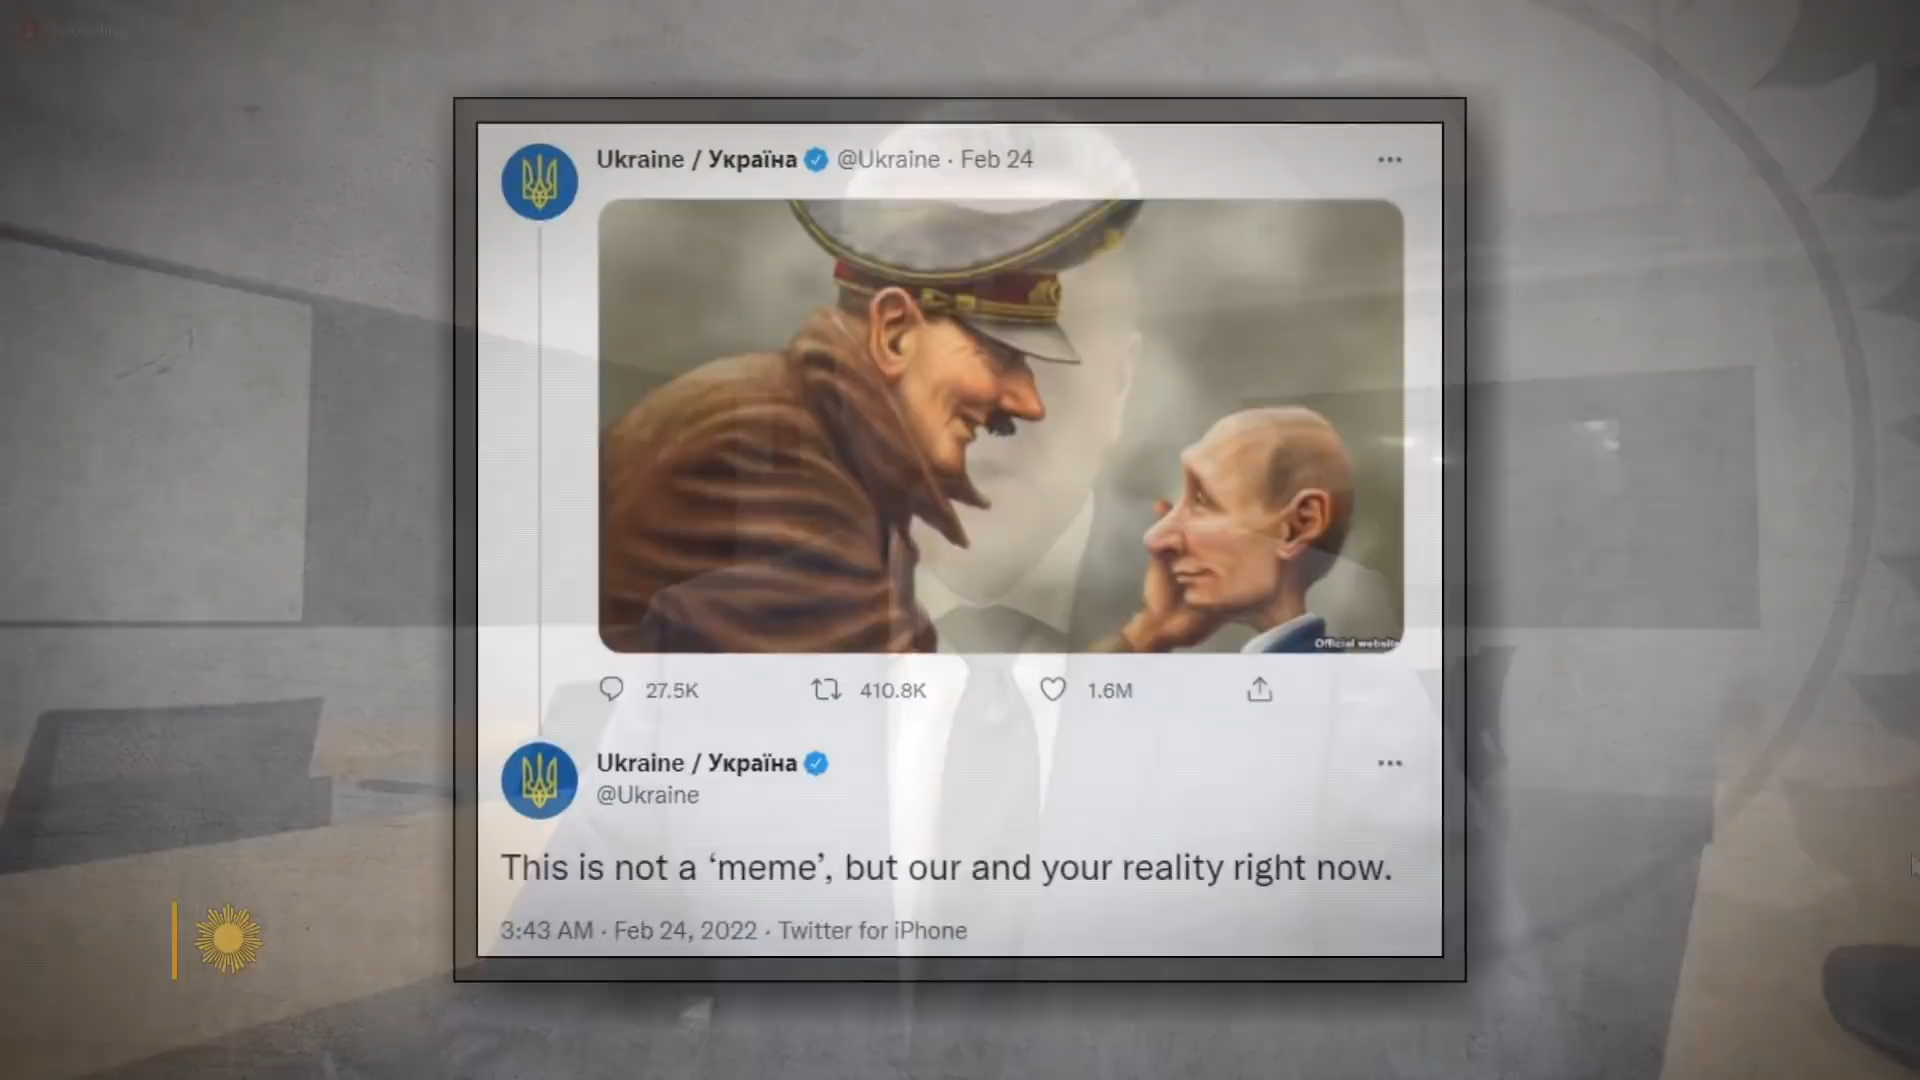 Ukraine / Україна @Ukraine · Feb 24
Official website
27.5K 410.8K 1.6M
Ukraine / Україна
@Ukraine
This is not a ‘meme’, but our and your reality right now.
3:43 AM · Feb 24, 2022 · Twitter for iPhone